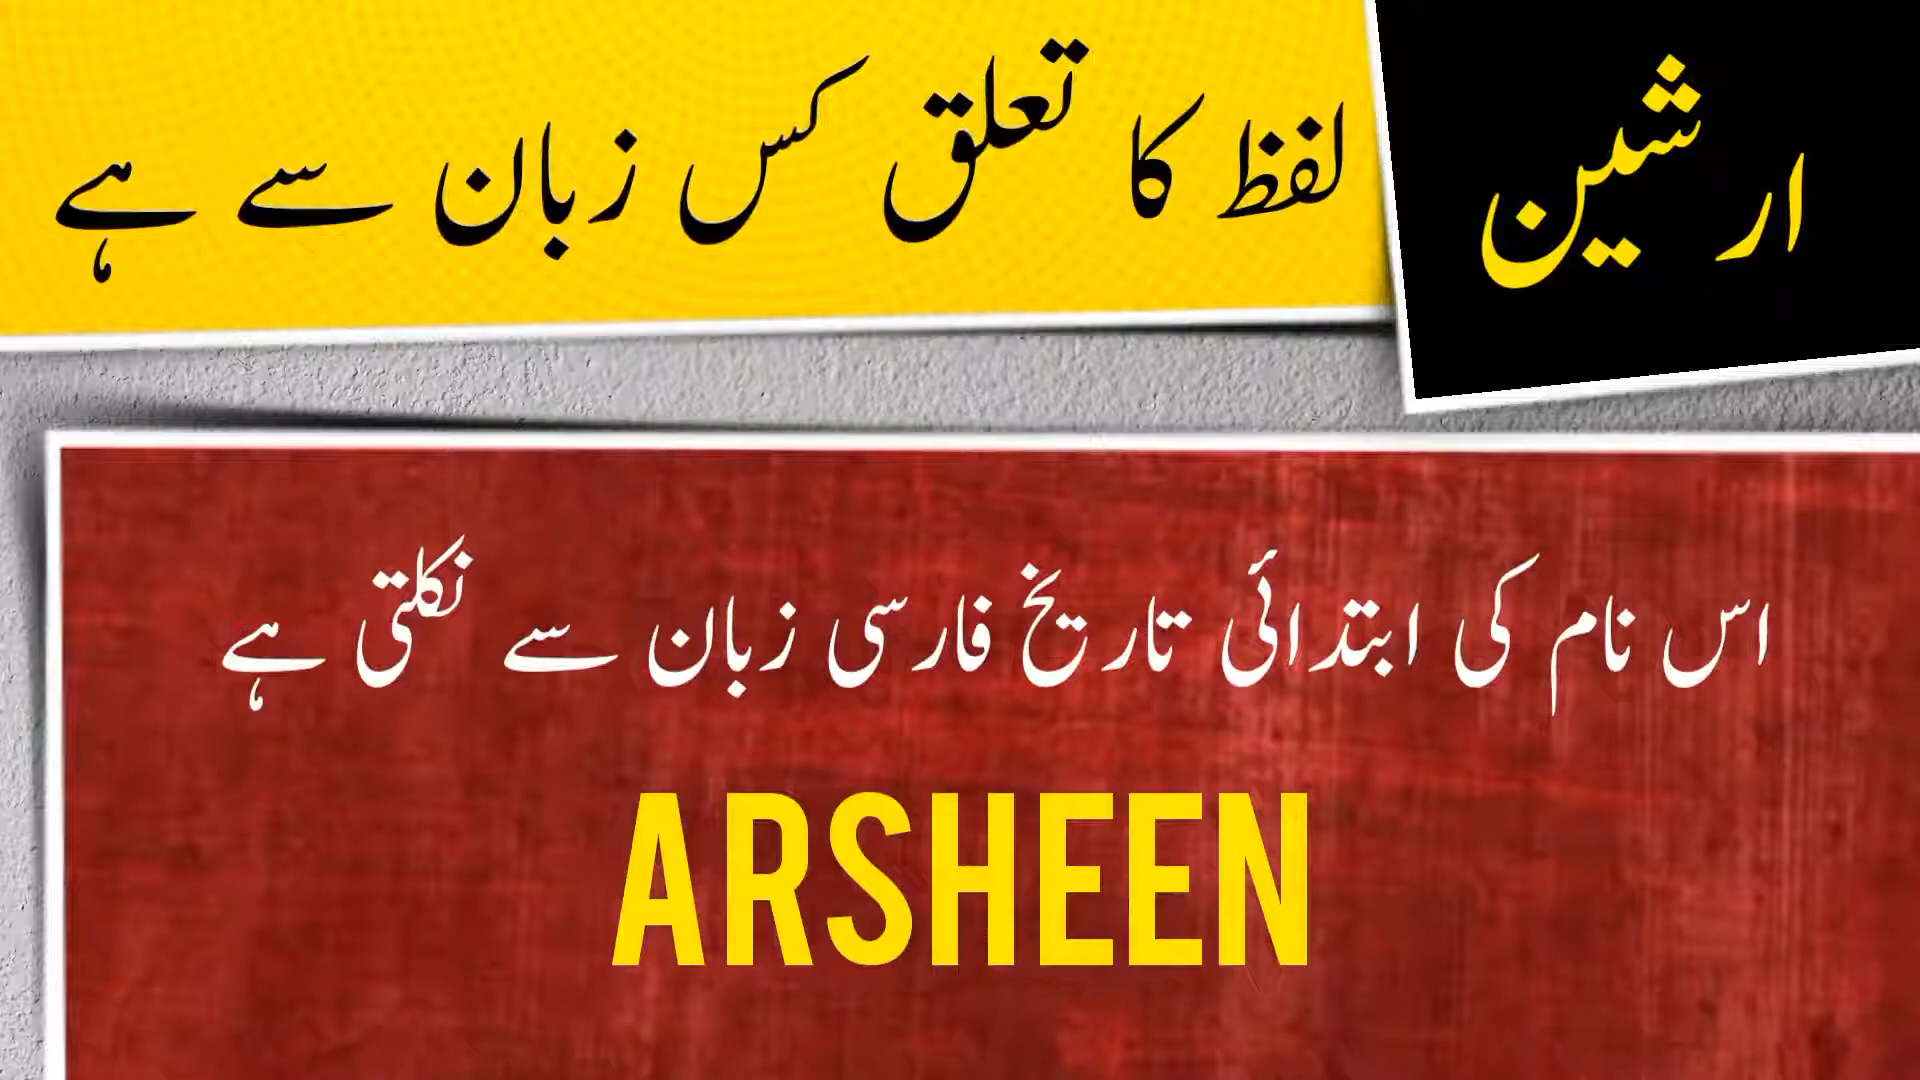 ارشین
لفظ کا تعلق کس زبان سے ہے
اس نام کی ابتدائی تاریخ فارسی زبان سے نکلتی ہے
ARSHEEN